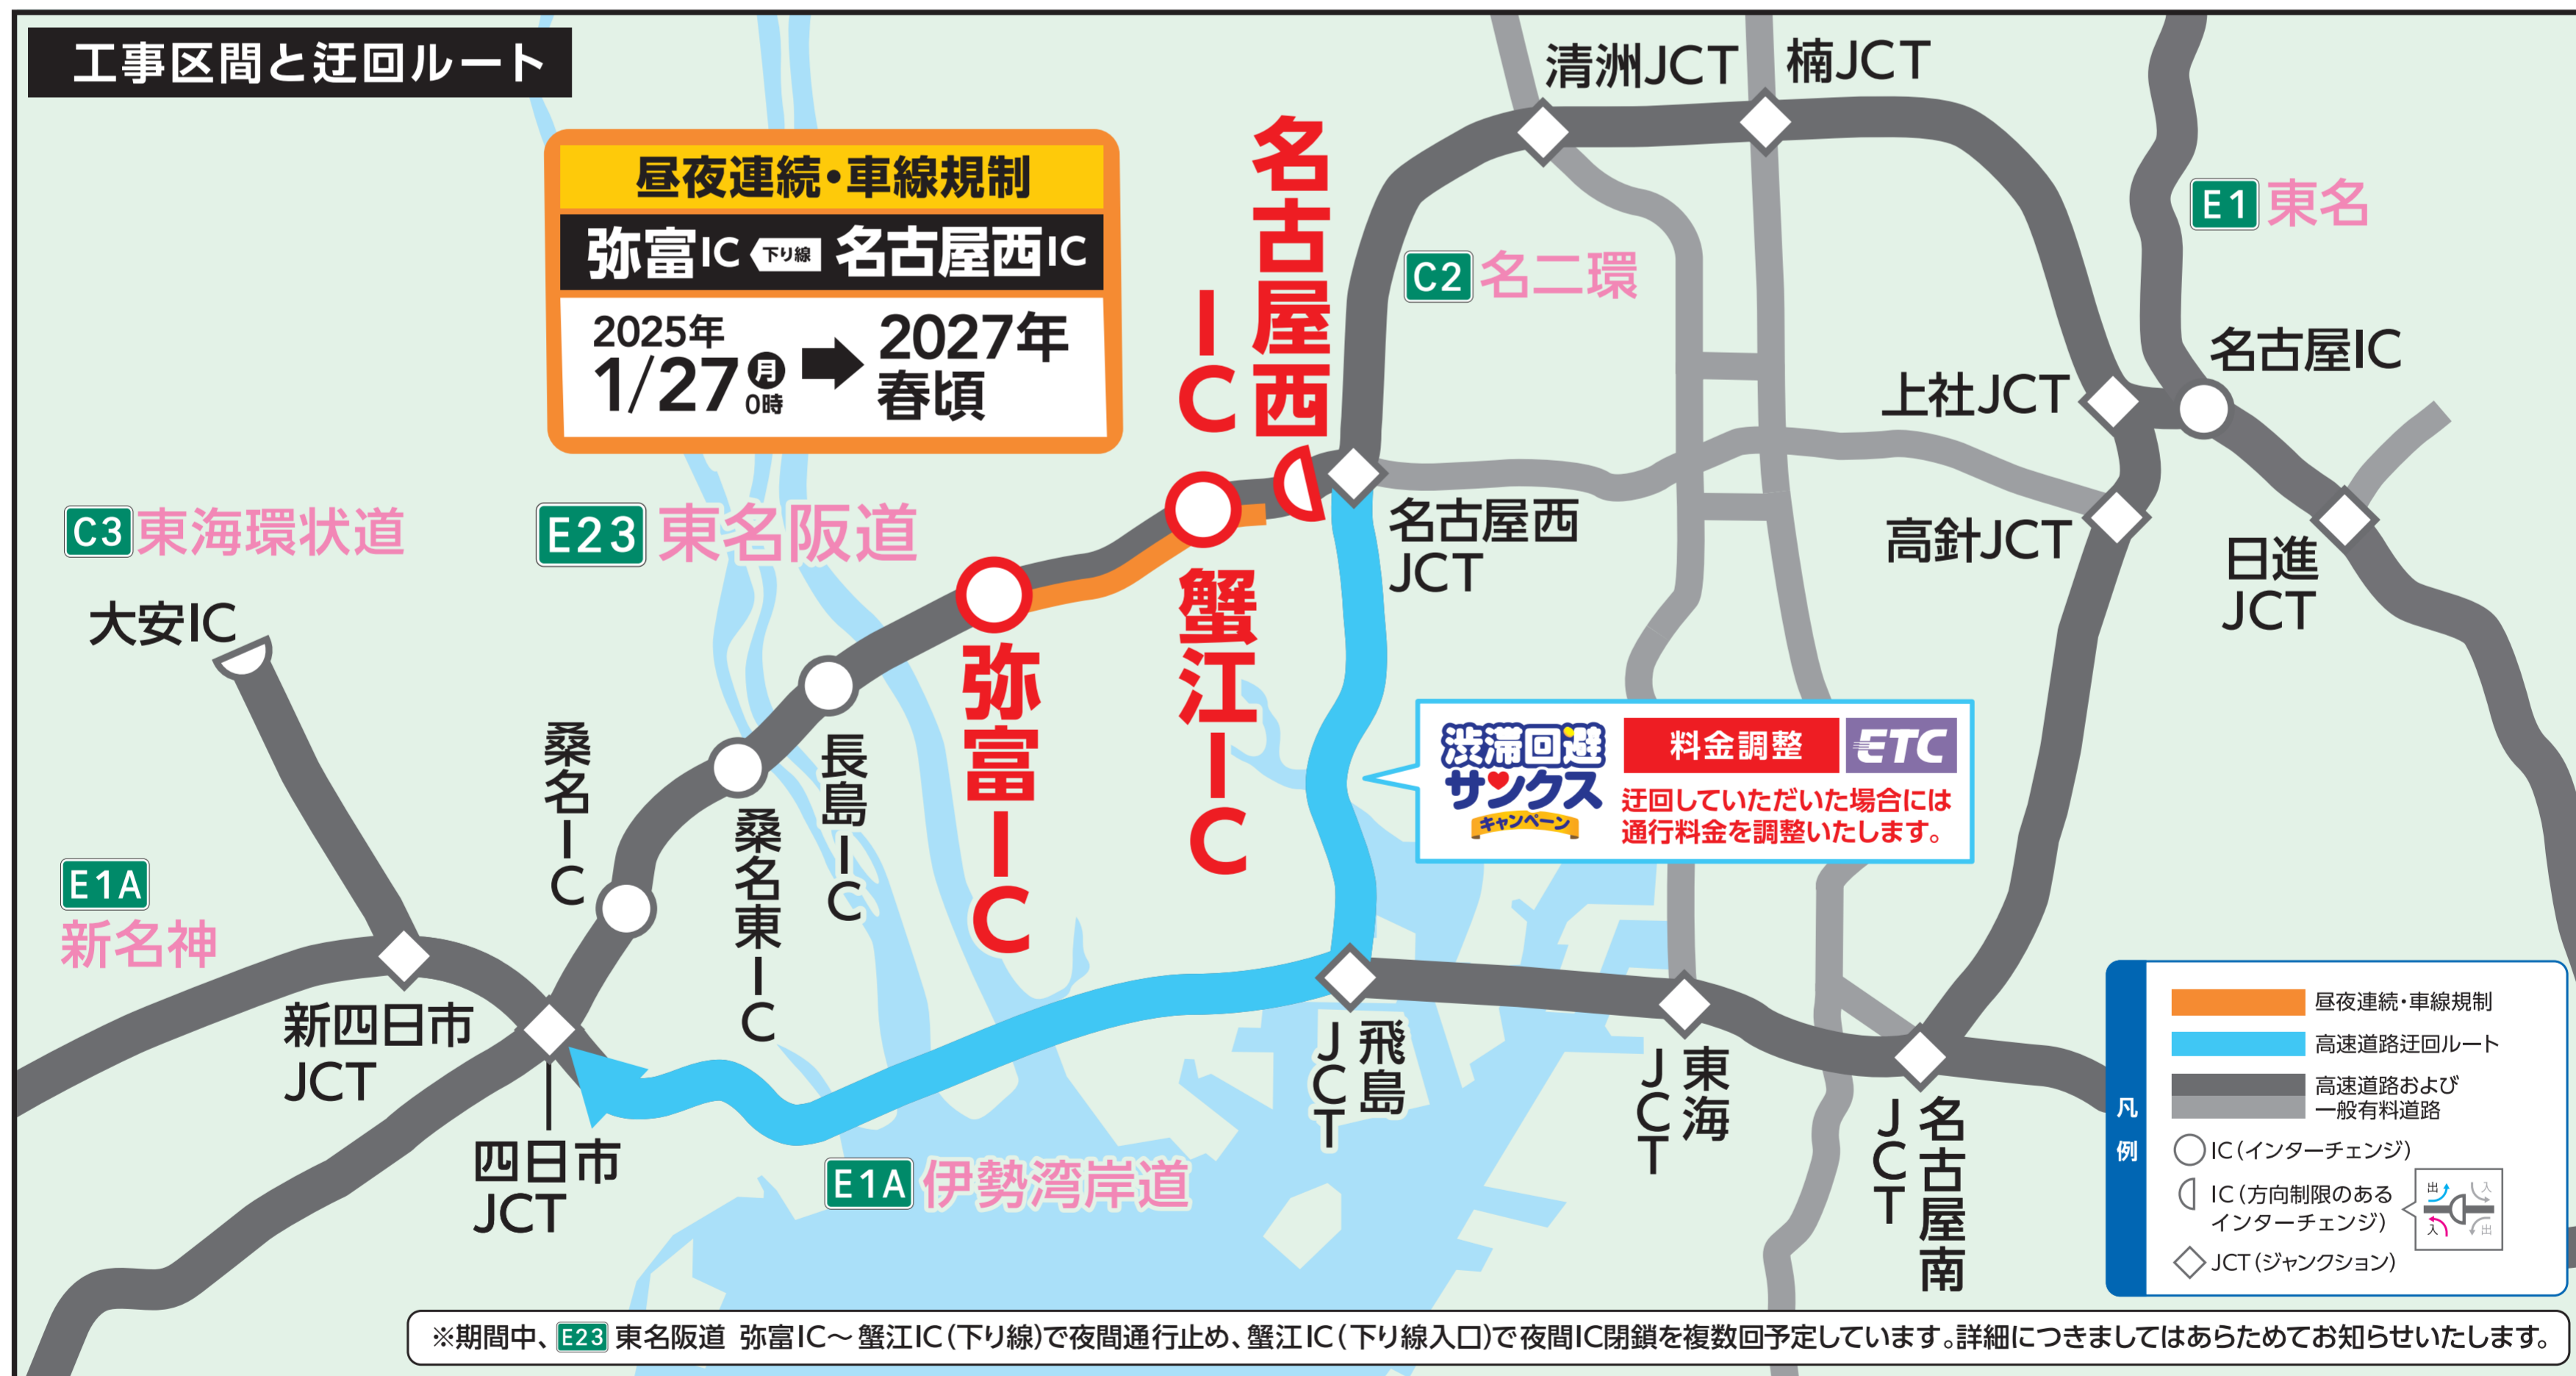 工事区間と迂回ルート
昼夜連続・車線規制
弥富IC 下り線 名古屋西IC
2025年
1/27 月 0時
2027年
春頃
清洲JCT
楠JCT
E1 東名
C2 名二環
名古屋西IC
名古屋IC
上社JCT
名古屋西
JCT
高針JCT
日進
JCT
C3 東海環状道
E23 東名阪道
大安IC
蟹江IC
弥富IC
長島IC
桑名東IC
桑名IC
E1A
新名神
新四日市
JCT
四日市
JCT
渋滞回避
サンクス
キャンペーン
料金調整 ETC
迂回していただいた場合には
通行料金を調整いたします。
飛島JCT
東海JCT
名古屋南JCT
E1A 伊勢湾岸道
凡例
昼夜連続・車線規制
高速道路迂回ルート
高速道路および
一般有料道路
IC(インターチェンジ)
IC(方向制限のある
インターチェンジ)
出 入
入 出
JCT(ジャンクション)
※期間中、E23 東名阪道 弥富IC～蟹江IC(下り線)で夜間通行止め、蟹江IC(下り線入口)で夜間IC閉鎖を複数回予定しています。詳細につきましてはあらためてお知らせいたします。